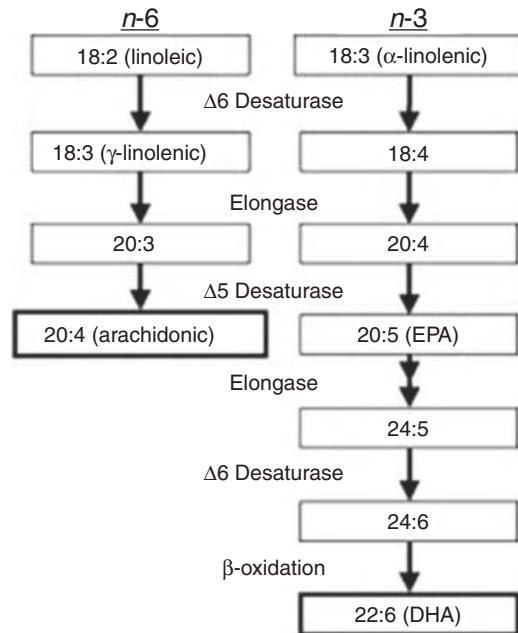 n-6 n-3
18:2 (linoleic) 18:3 (α-linolenic)
Δ6 Desaturase
18:3 (γ-linolenic) 18:4
Elongase
20:3 20:4
Δ5 Desaturase
20:4 (arachidonic) 20:5 (EPA)
Elongase
24:5
Δ6 Desaturase
24:6
β-oxidation
22:6 (DHA)